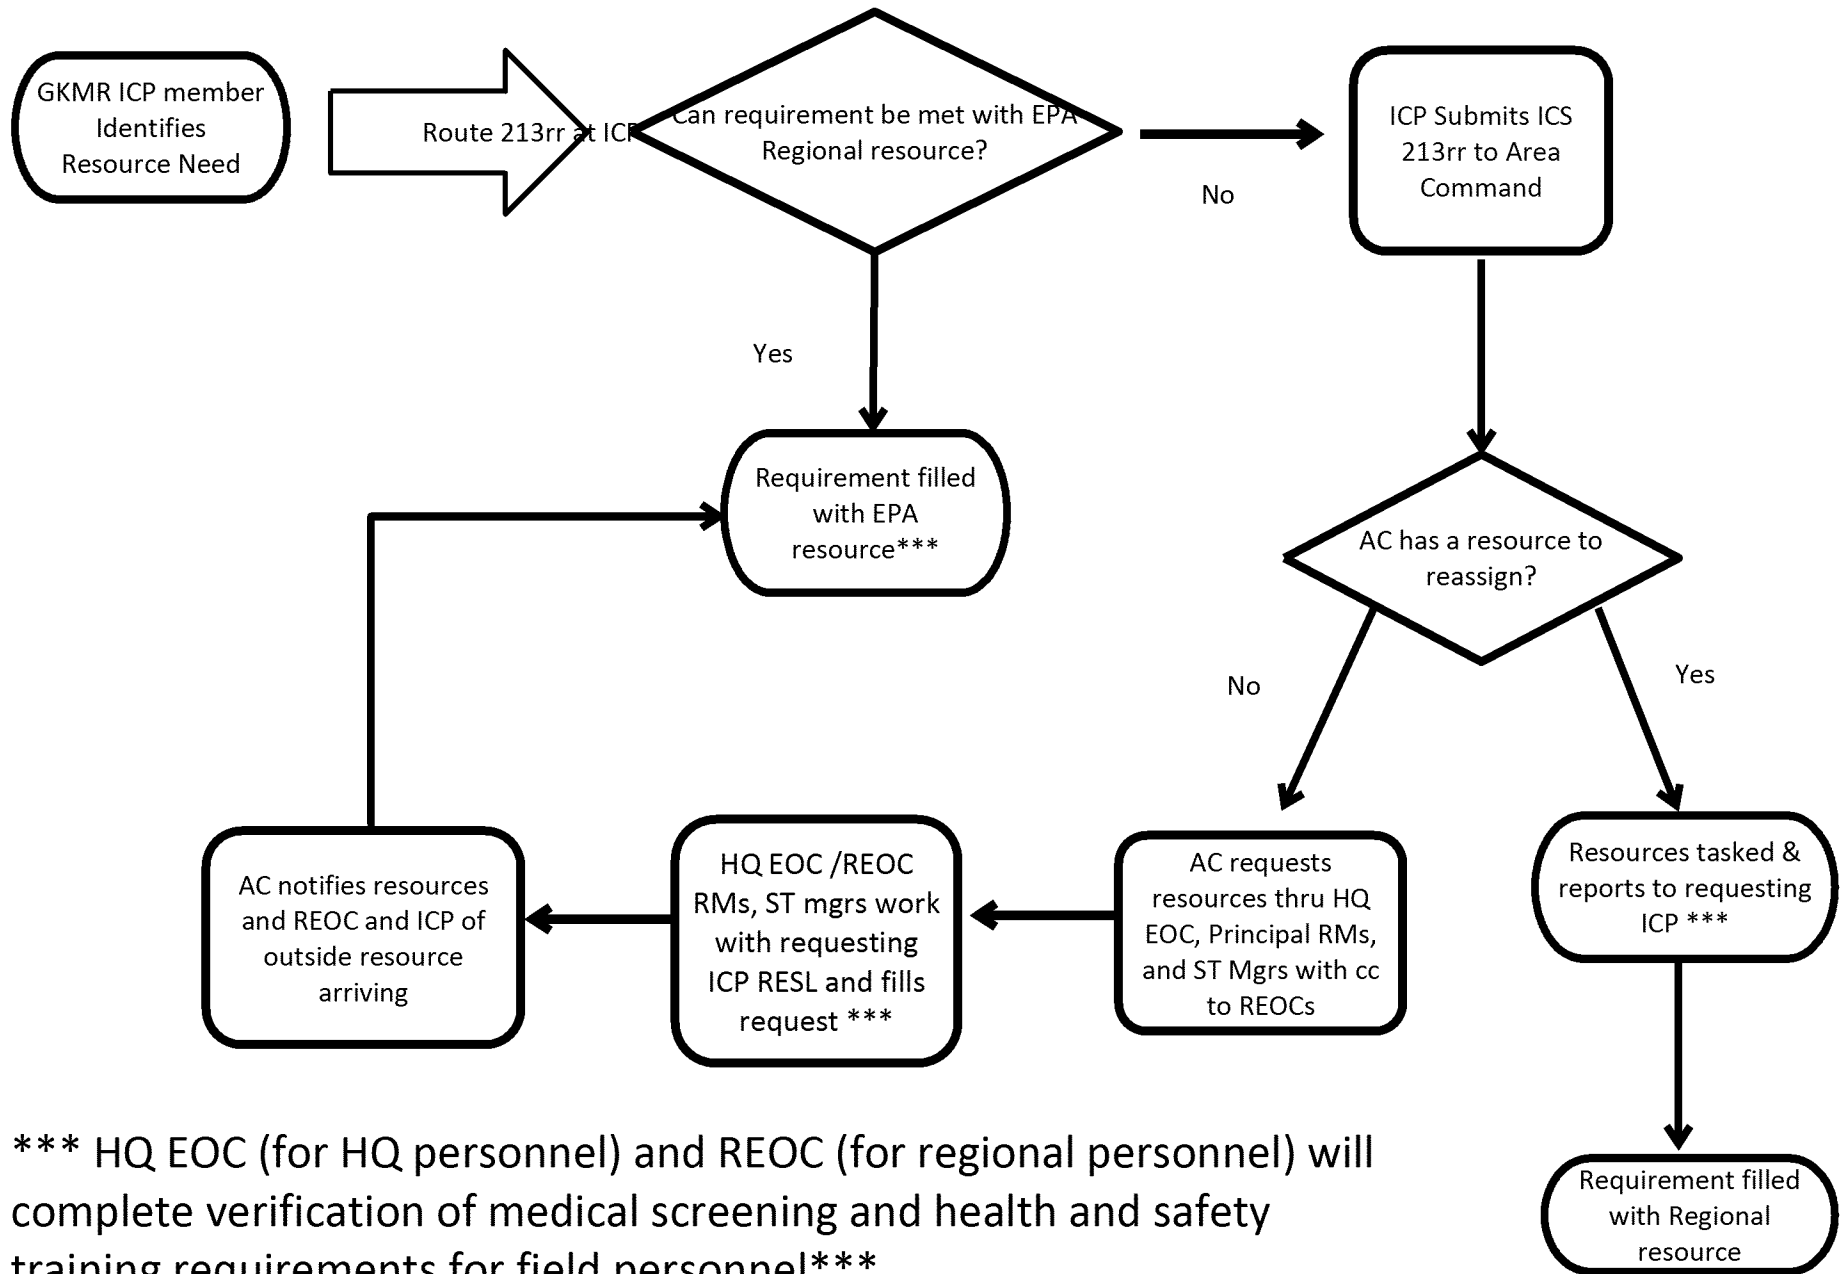 GKMR ICP member
Identifies
Resource Need
Route 213rr at ICP
Can requirement be met with EPA
Regional resource?
No
ICP Submits ICS
213rr to Area
Command
Yes
Requirement filled
with EPA
resource***
AC has a resource to
reassign?
No
Yes
AC notifies resources
and REOC and ICP of
outside resource
arriving
HQ EOC /REOC
RMs, ST mgrs work
with requesting
ICP RESL and fills
request ***
AC requests
resources thru HQ
EOC, Principal RMs,
and ST Mgrs with cc
to REOCs
Resources tasked &
reports to requesting
ICP ***
Requirement filled
with Regional
resource
*** HQ EOC (for HQ personnel) and REOC (for regional personnel) will
complete verification of medical screening and health and safety
training requirements for field personnel***